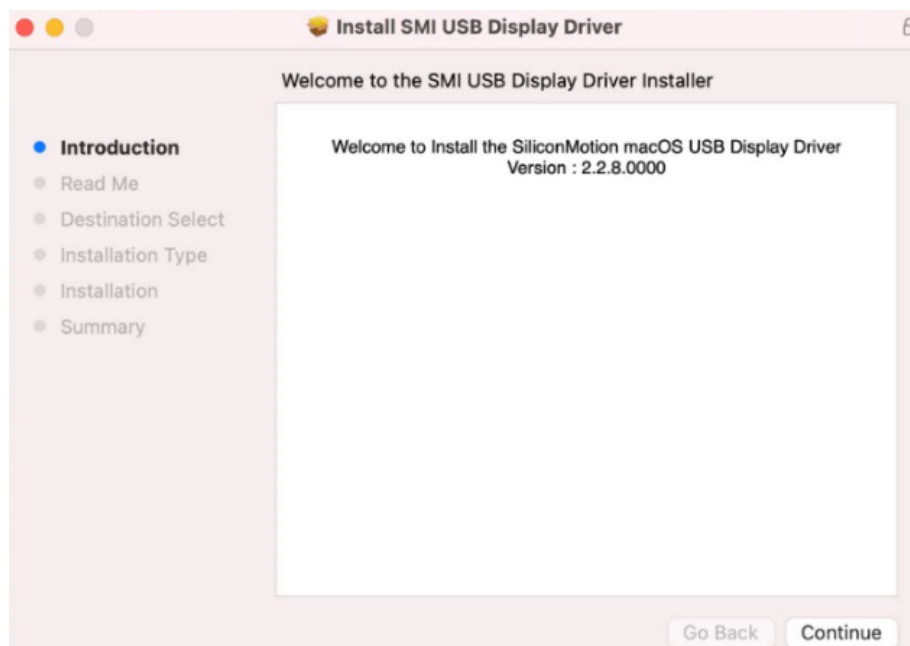 Install SMI USB Display Driver
Welcome to the SMI USB Display Driver Installer
Introduction
Read Me
Destination Select
Installation Type
Installation
Summary
Welcome to Install the SiliconMotion macOS USB Display Driver
Version : 2.2.8.0000
Go Back
Continue